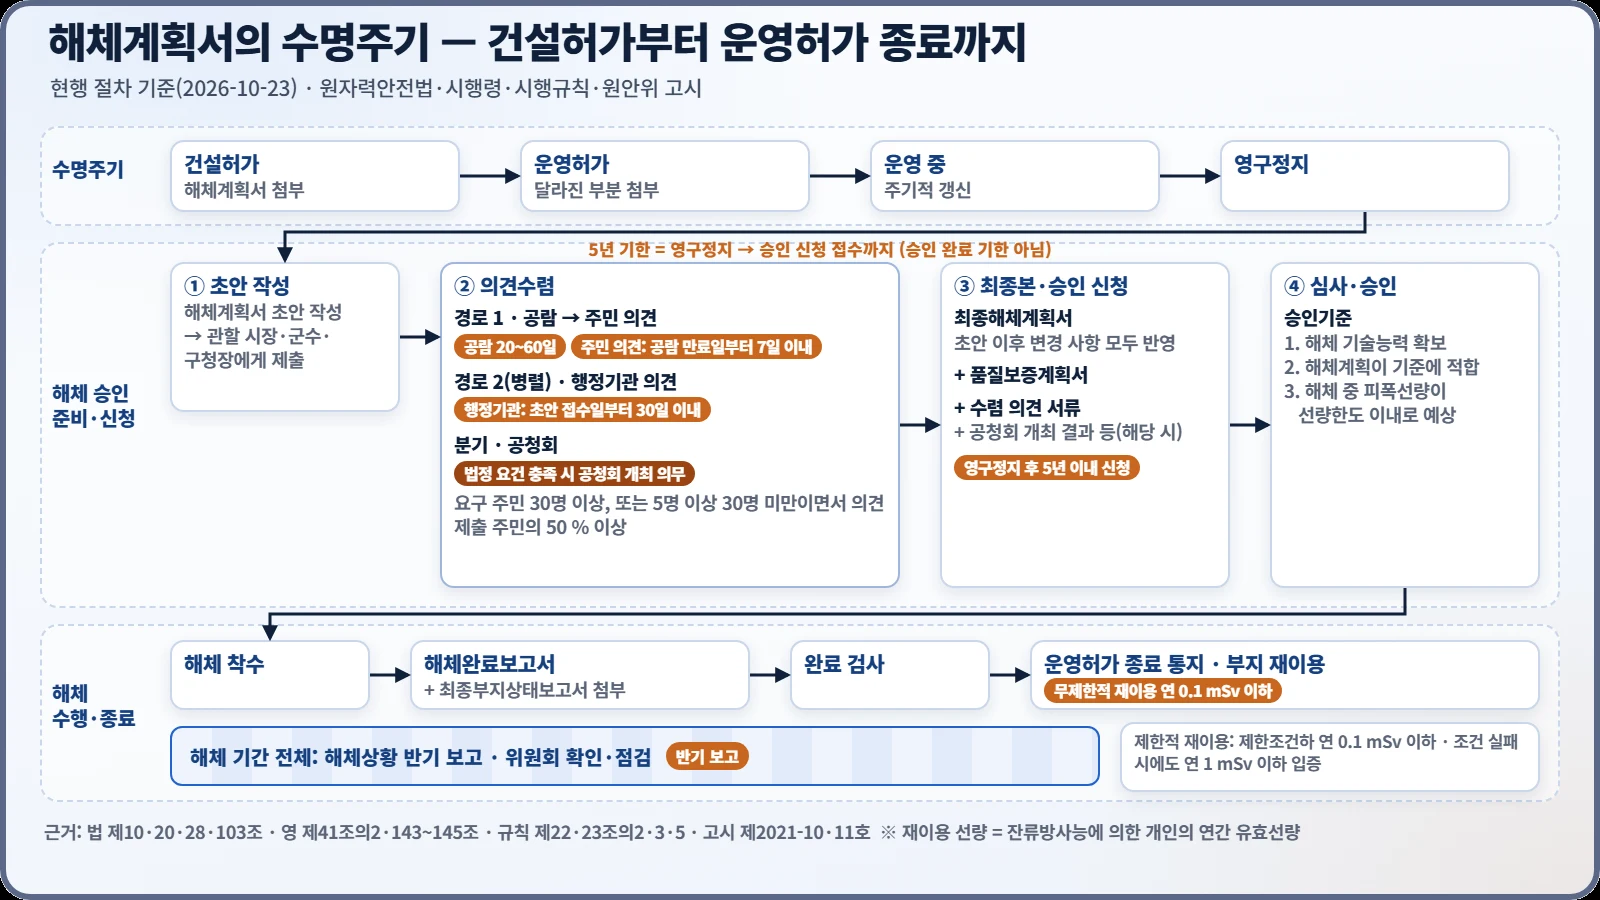 해체계획서의 수명주기 — 건설허가부터 운영허가 종료까지
현행 절차 기준(2026-10-23) · 원자력안전법·시행령·시행규칙·원안위 고시
수명주기
건설허가
해체계획서 첨부
운영허가
달라진 부분 첨부
운영 중
주기적 갱신
영구정지
5년 기한 = 영구정지 → 승인 신청 접수까지 (승인 완료 기한 아님)
해체 승인
준비·신청
① 초안 작성
해체계획서 초안 작성
→ 관할 시장·군수·
구청장에게 제출
② 의견수렴
경로 1 · 공람 → 주민 의견
공람 20~60일
주민 의견: 공람 만료일부터 7일 이내
경로 2(병렬) · 행정기관 의견
행정기관: 초안 접수일부터 30일 이내
분기 · 공청회
법정 요건 충족 시 공청회 개최 의무
요구 주민 30명 이상, 또는 5명 이상 30명 미만이면서 의견
제출 주민의 50 % 이상
③ 최종본·승인 신청
최종해체계획서
초안 이후 변경 사항 모두 반영
+ 품질보증계획서
+ 수렴 의견 서류
+ 공청회 개최 결과 등(해당 시)
영구정지 후 5년 이내 신청
④ 심사·승인
승인기준
1. 해체 기술능력 확보
2. 해체계획이 기준에 적합
3. 해체 중 피폭선량이
선량한도 이내로 예상
해체
수행·종료
해체 착수
해체완료보고서
+ 최종부지상태보고서 첨부
완료 검사
운영허가 종료 통지 · 부지 재이용
무제한적 재이용 연 0.1 mSv 이하
해체 기간 전체: 해체상황 반기 보고 · 위원회 확인·점검
반기 보고
제한적 재이용: 제한조건하 연 0.1 mSv 이하 · 조건 실패
시에도 연 1 mSv 이하 입증
근거: 법 제10·20·28·103조 · 영 제41조의2·143~145조 · 규칙 제22·23조의2·3·5 · 고시 제2021-10·11호 ※ 재이용 선량 = 잔류방사능에 의한 개인의 연간 유효선량